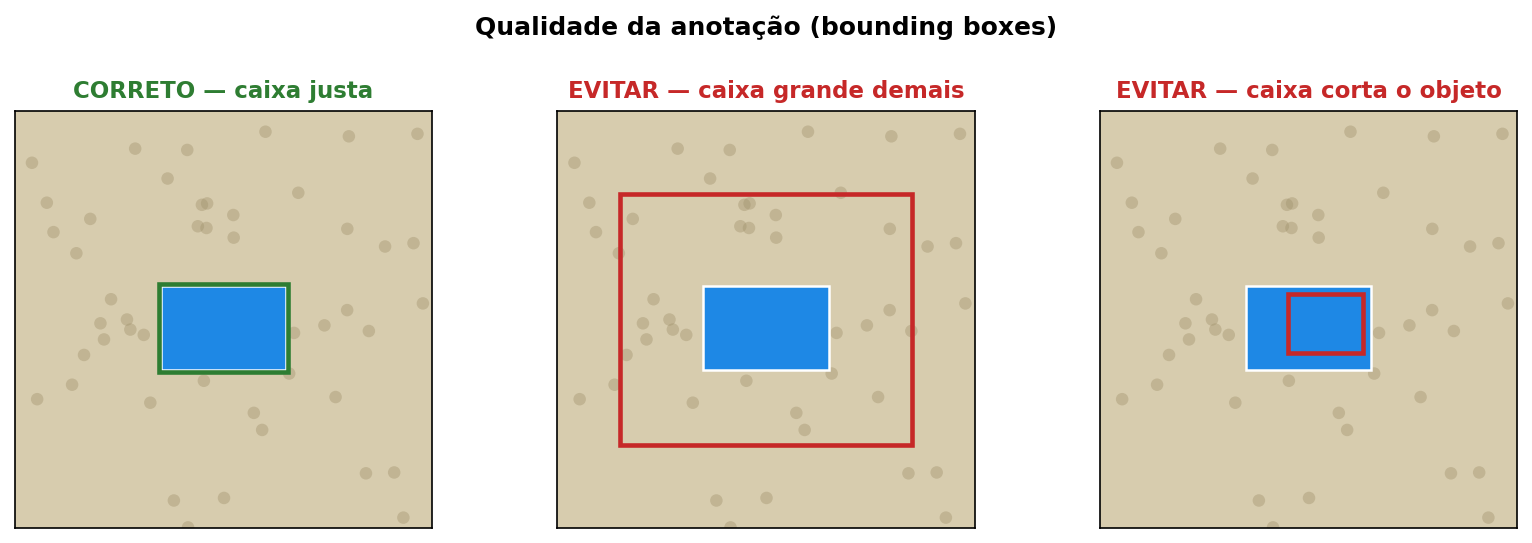 Qualidade da anotação (bounding boxes)
CORRETO — caixa justa
EVITAR — caixa grande demais
EVITAR — caixa corta o objeto